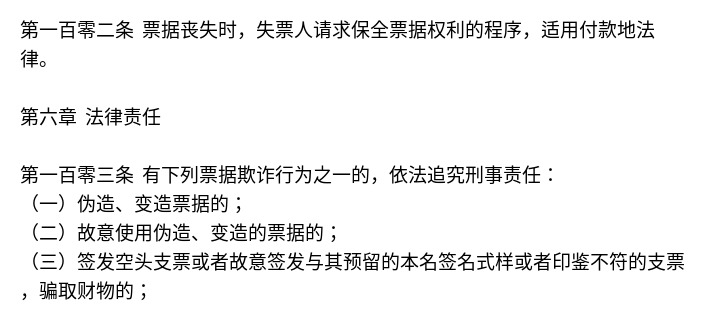 第一百零二条 票据丧失时，失票人请求保全票据权利的程序，适用付款地法
律。
第六章 法律责任
第一百零三条 有下列票据欺诈行为之一的，依法追究刑事责任：
（一）伪造、变造票据的；
（二）故意使用伪造、变造的票据的；
（三）签发空头支票或者故意签发与其预留的本名签名式样或者印鉴不符的支票
，骗取财物的；